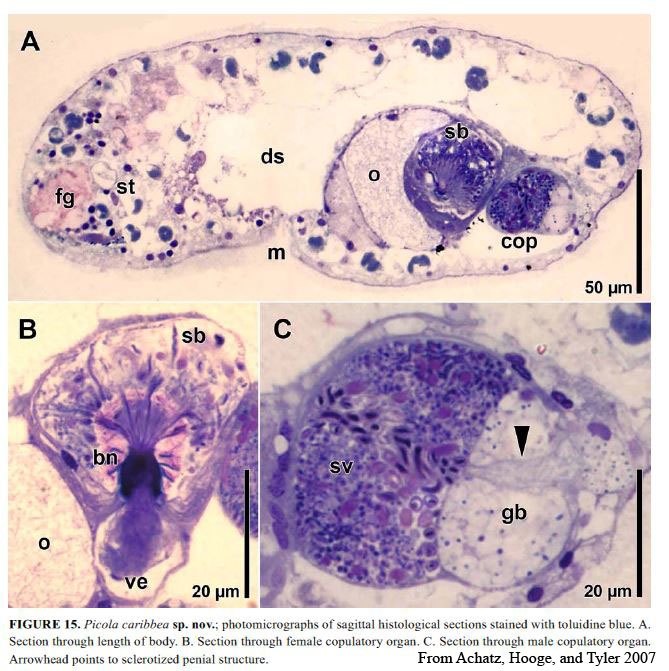 A
sb
ds
o
st
fg
cop
m
50 µm
B
sb
bn
o
ve
20 µm
C
sv
gb
20 µm
FIGURE 15. Picola caribbea sp. nov.; photomicrographs of sagittal histological sections stained with toluidine blue. A.
Section through length of body. B. Section through female copulatory organ. C. Section through male copulatory organ.
Arrowhead points to sclerotized penial structure.
From Achatz, Hooge, and Tyler 2007